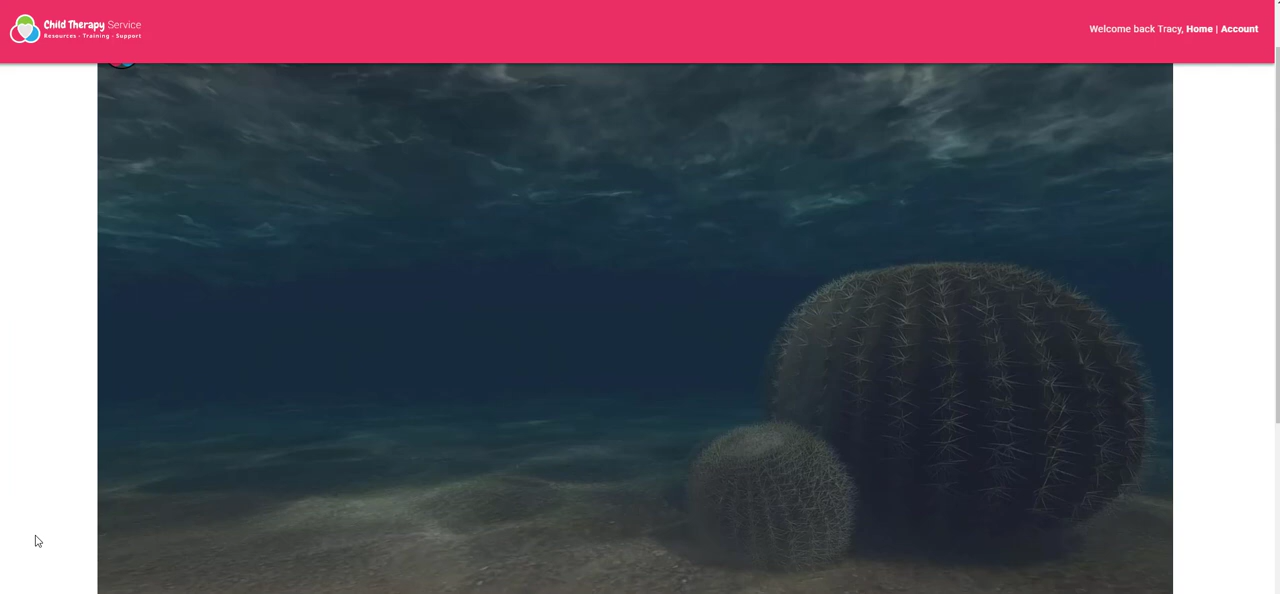 Child Therapy Service
Resources - Training - Support
Welcome back Tracy, Home | Account